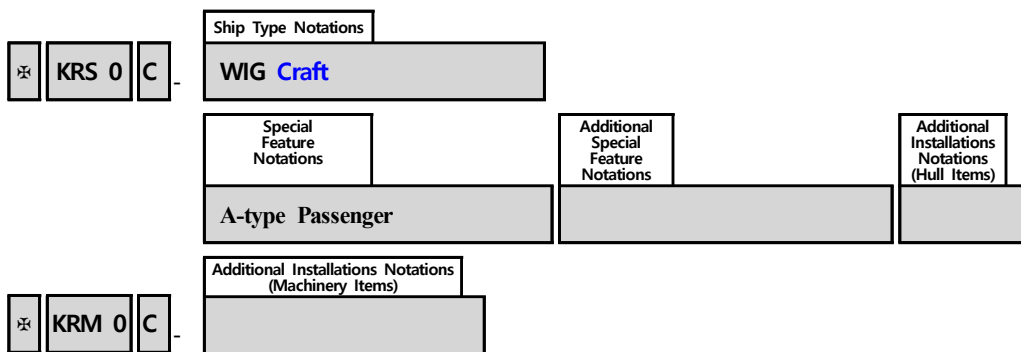 Ship Type Notations
✠ KRS 0 C - WIG Craft
Special Feature Notations
Additional Special Feature Notations
Additional Installations Notations (Hull Items)
A-type Passenger
Additional Installations Notations (Machinery Items)
✠ KRM 0 C -